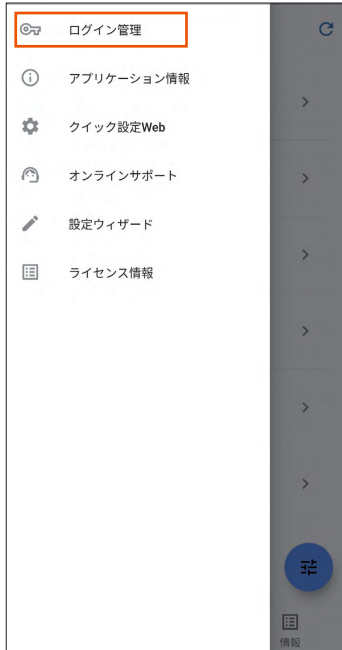 ログイン管理
アプリケーション情報
クイック設定Web
オンラインサポート
設定ウィザード
ライセンス情報
情報